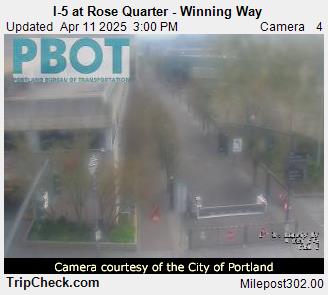 I-5 at Rose Quarter - Winning Way
Updated Apr 11 2025 3:00 PM Camera 4
PBOT
PORTLAND BUREAU OF TRANSPORTATION
Camera courtesy of the City of Portland
TripCheck.com Milepost302.00